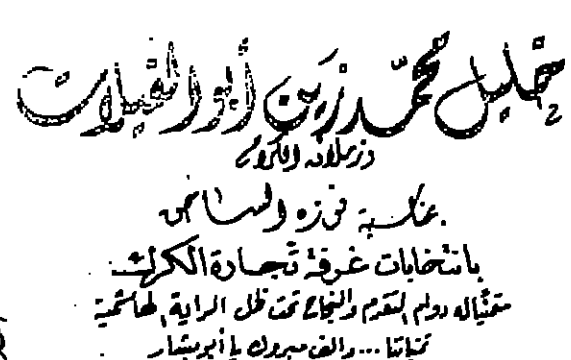 خليل محمد زين أبو الفيلات
وزملائه الكرام
بمناسبة فوزه الساحق
بانتخابات غرفة تجارة الكرك
متمنياً له دوام التقدم والنجاح تحت ظل الراية الهاشمية
تمنياتنا ... والف مبروك يا أبو بشار